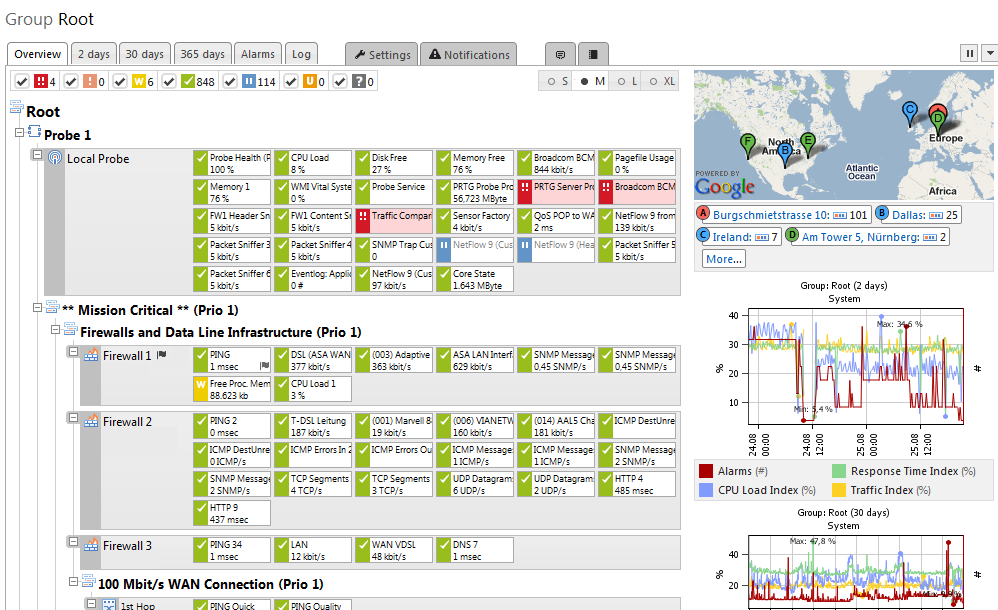 Group Root
Overview 2 days 30 days 365 days Alarms Log Settings Notifications
4 0 W 6 848 114 U 0 ? 0 S M L XL
Root
Probe 1
Local Probe
Probe Health (P CPU Load Disk Free Memory Free Broadcom BCM Pagefile Usage
100 % 8 % 27 % 76 % 844 kbit/s 0 %
Memory 1 WMI Vital Syste Probe Service PRTG Probe Pro PRTG Server Pr Broadcom BCM
76 % 56,723 MByte
FW1 Header Sn FW1 Content S Traffic Compar Sensor Factory QoS POP to WA NetFlow 9 from
5 kbit/s 5 kbit/s 4 kbit/s 2 ms 139 kbit/s
Packet Sniffer 3 Packet Sniffer 4 SNMP Trap Cus NetFlow 9 (Cus NetFlow 9 (Hea Packet Sniffer 5
5 kbit/s 5 kbit/s 0 5 kbit/s
Packet Sniffer 6 Eventlog: Applic NetFlow 9 (Cus Core State
5 kbit/s 0 # 97 kbit/s 1.643 MByte
** Mission Critical ** (Prio 1)
Firewalls and Data Line Infrastructure (Prio 1)
Firewall 1
PING DSL (ASA WAN (003) Adaptive ASA LAN Interf SNMP Message SNMP Message
1 msec 377 kbit/s 363 kbit/s 629 kbit/s 0,45 SNMP/s 0,45 SNMP/s
W Free Proc. Mem CPU Load 1
88.623 kb 3 %
Firewall 2
PING 2 T-DSL Leitung (001) Marvell 8 (006) VIANETW (014) AAL5 Cha ICMP DestUnre
0 msec 187 kbit/s 19 kbit/s 160 kbit/s 181 kbit/s
ICMP DestUnre ICMP Errors In 2 ICMP Errors Ou ICMP Message ICMP Message SNMP Message
0 ICMP/s 1 ICMP/s 1 ICMP/s 2 SNMP/s
SNMP Message TCP Segments TCP Segments UDP Datagram UDP Datagram HTTP 4
2 SNMP/s 4 TCP/s 3 TCP/s 6 UDP/s 2 UDP/s 485 msec
HTTP 9
437 msec
Firewall 3
PING 34 LAN WAN VDSL DNS 7
1 msec 12 kbit/s 48 kbit/s 1 msec
100 Mbit/s WAN Connection (Prio 1)
1st Hop PING Quick PING Quality
North America
Europe
Atlantic Ocean
Africa
F B E C D
POWERED BY
Google
A Burgschmietstrasse 10: 101 B Dallas: 25
C Ireland: 7 D Am Tower 5, Nürnberg: 2
More...
Group: Root (2 days)
System
Max: 34,6 %
Min: 5,4 %
40
30
20
10
% #
24.08 00:00 24.08 12:00 25.08 00:00 25.08 12:00
Alarms (#) Response Time Index (%)
CPU Load Index (%) Traffic Index (%)
Group: Root (30 days)
System
Max: 47,8 %
40
20
% #